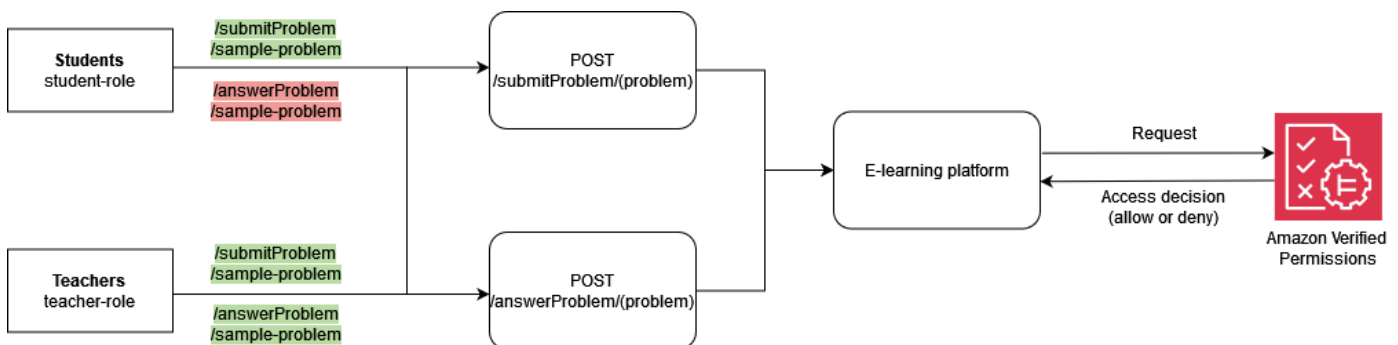 Students
student-role
/submitProblem
/sample-problem
/answerProblem
/sample-problem
POST
/submitProblem/(problem)
E-learning platform
Request
Access decision
(allow or deny)
Amazon Verified
Permissions
Teachers
teacher-role
/submitProblem
/sample-problem
/answerProblem
/sample-problem
POST
/answerProblem/(problem)